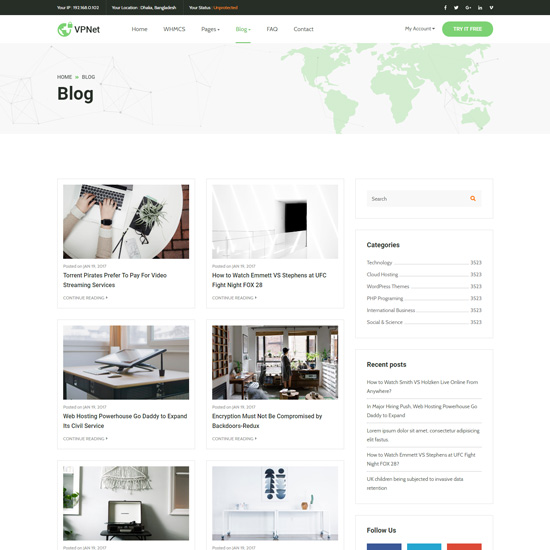 Your IP : 192.168.0.102 Your Location : Dhaka, Bangladesh Your Status : Unpotected
VPNet Home WHMCS Pages Blog FAQ Contact My Account TRY IT FREE
HOME BLOG
Blog
Posted on JAN 19, 2017
Torrent Pirates Prefer To Pay For Video
Streaming Services
CONTINUE READING
Posted on JAN 19, 2017
How to Watch Emmett VS Stephens at UFC
Fight Night FOX 28
CONTINUE READING
Posted on JAN 19, 2017
Web Hosting Powerhouse Go Daddy to Expand
Its Civil Service
CONTINUE READING
Posted on JAN 19, 2017
Encryption Must Not Be Compromised by
Backdoors-Redux
CONTINUE READING
Search
Categories
Technology 3523
Cloud Hosting 3523
WordPress Themes 3523
PHP Programing 3523
International Business 3523
Social & Science 3523
Recent posts
How to Watch Smith VS Holzken Live Online From
Anywhere?
In Major Hiring Push, Web Hosting Powerhouse Go
Daddy to Expand
Lorem ipsum dolor sit amet, consectetur adipiscing
elit fastus.
How to Watch Emmett VS Stephens at UFC Fight
Night FOX 28?
UK children being subjected to invasive data
retention
Follow Us